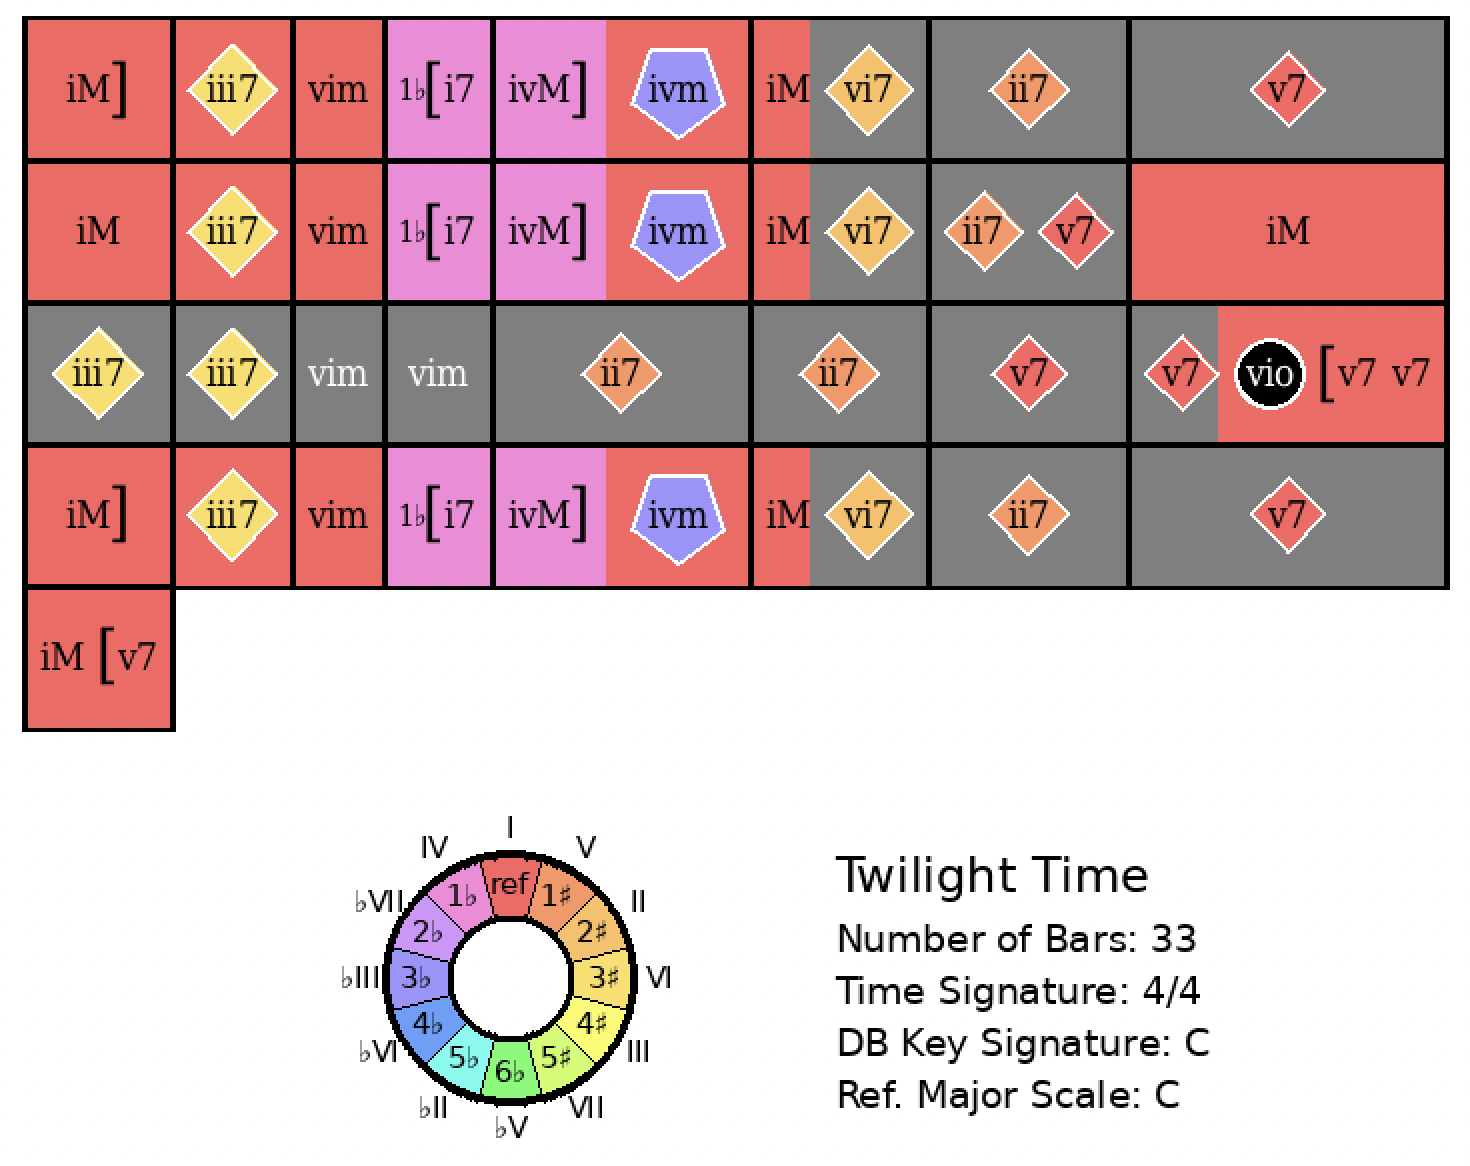 iM] iii7 vim 1♭[i7 ivM] ivm iM vi7 ii7 v7
iM iii7 vim 1♭[i7 ivM] ivm iM vi7 ii7 v7 iM
iii7 iii7 vim vim ii7 ii7 v7 v7 vio [v7 v7
iM] iii7 vim 1♭[i7 ivM] ivm iM vi7 ii7 v7
iM [v7
I
IV V
♭VII II
♭III VI
♭VI III
♭II VII
♭V
ref
1♭ 1♯
2♭ 2♯
3♭ 3♯
4♭ 4♯
5♭ 5♯
6♭
Twilight Time
Number of Bars: 33
Time Signature: 4/4
DB Key Signature: C
Ref. Major Scale: C